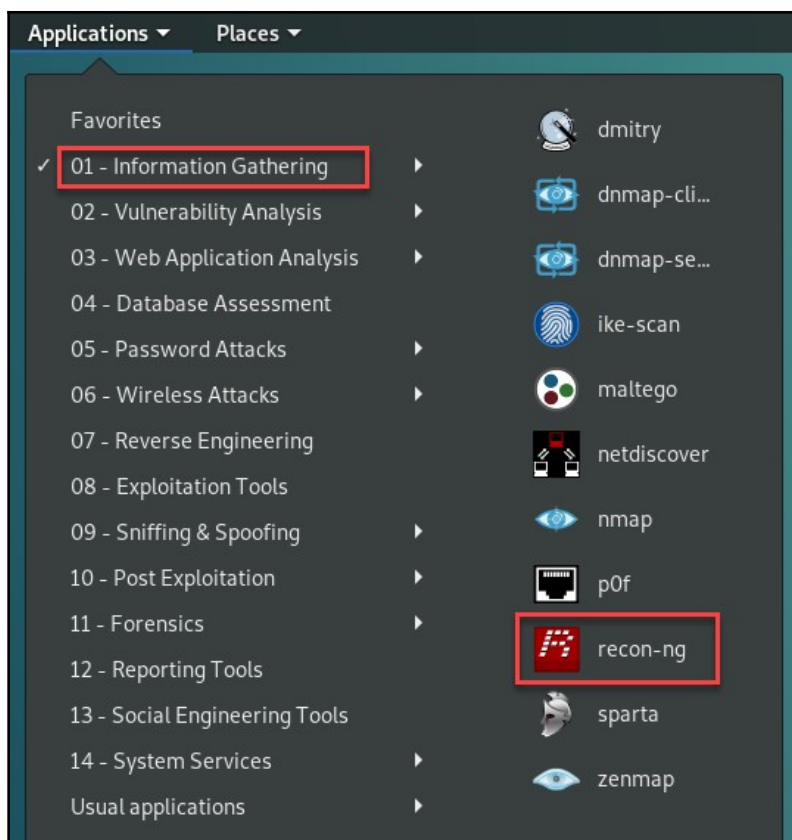 Applications Places
Favorites
01 - Information Gathering
02 - Vulnerability Analysis
03 - Web Application Analysis
04 - Database Assessment
05 - Password Attacks
06 - Wireless Attacks
07 - Reverse Engineering
08 - Exploitation Tools
09 - Sniffing & Spoofing
10 - Post Exploitation
11 - Forensics
12 - Reporting Tools
13 - Social Engineering Tools
14 - System Services
Usual applications
dmitry
dnmap-cli...
dnmap-se...
ike-scan
maltego
netdiscover
nmap
p0f
recon-ng
sparta
zenmap